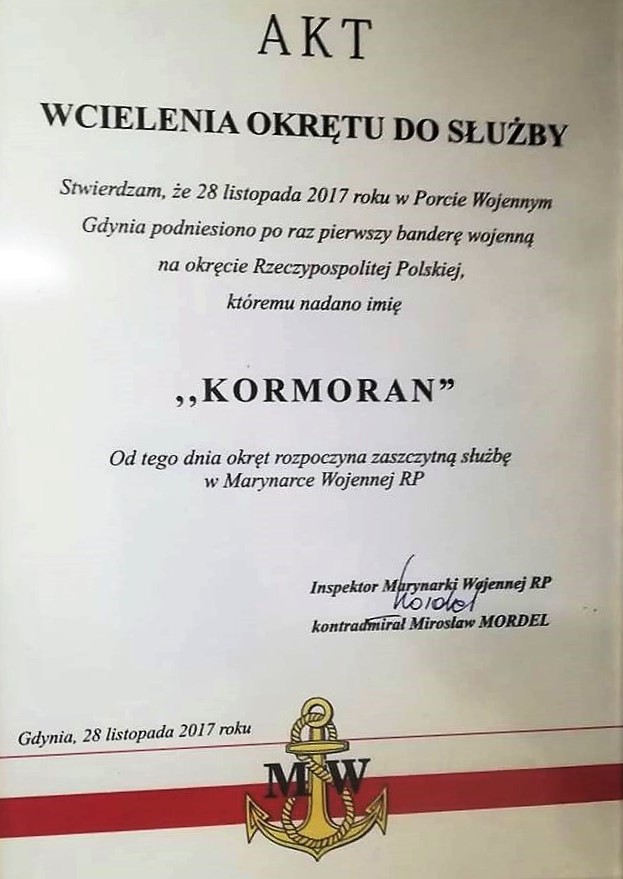 AKT
WCIELENIA OKRĘTU DO SŁUŻBY
Stwierdzam, że 28 listopada 2017 roku w Porcie Wojennym
Gdynia podniesiono po raz pierwszy banderę wojenną
na okręcie Rzeczypospolitej Polskiej,
któremu nadano imię
,,KORMORAN”
Od tego dnia okręt rozpoczyna zaszczytną służbę
w Marynarce Wojennej RP
Inspektor Marynarki Wojennej RP
kontradmirał Mirosław MORDEL
Gdynia, 28 listopada 2017 roku
MW